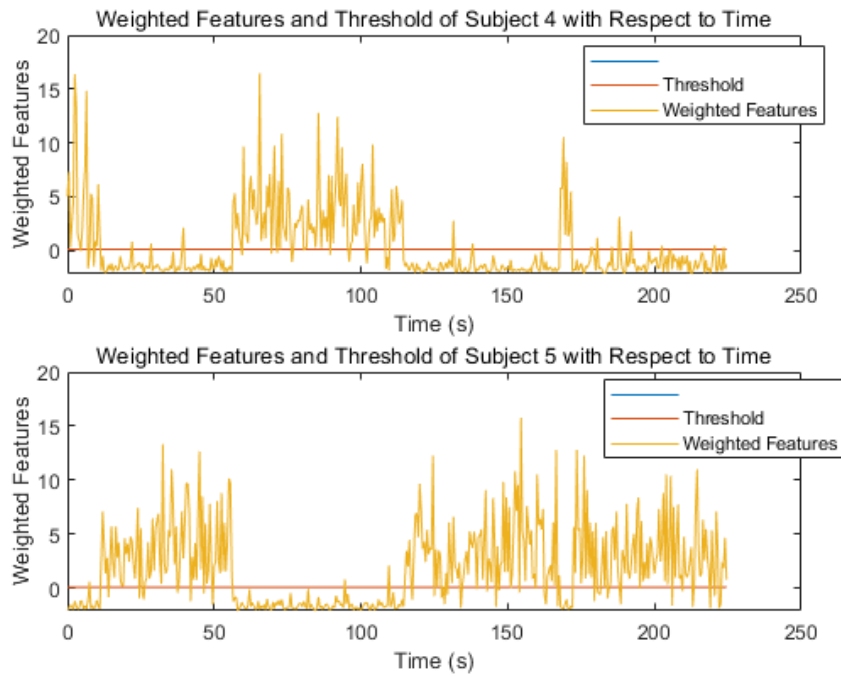 Weighted Features and Threshold of Subject 4 with Respect to Time
20
15
10
5
0
Weighted Features
Threshold
Weighted Features
0 50 100 150 200 250
Time (s)
Weighted Features and Threshold of Subject 5 with Respect to Time
20
15
10
5
0
Weighted Features
Threshold
Weighted Features
0 50 100 150 200 250
Time (s)